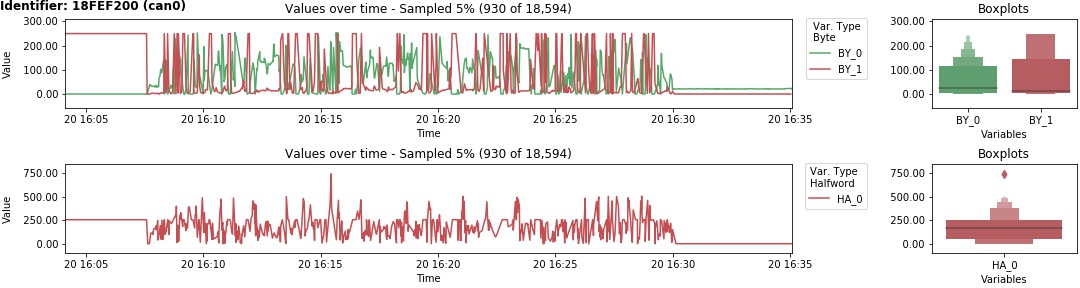 Identifier: 18FEF200 (can0)
Values over time - Sampled 5% (930 of 18,594)
Value
300.00
200.00
100.00
0.00
20 16:05 20 16:10 20 16:15 20 16:20 20 16:25 20 16:30 20 16:35
Time
Var. Type
Byte
BY_0
BY_1
Boxplots
300.00
200.00
100.00
0.00
BY_0 BY_1
Variables
Values over time - Sampled 5% (930 of 18,594)
Value
750.00
500.00
250.00
0.00
20 16:05 20 16:10 20 16:15 20 16:20 20 16:25 20 16:30 20 16:35
Time
Var. Type
Halfword
HA_0
Boxplots
750.00
500.00
250.00
0.00
HA_0
Variables